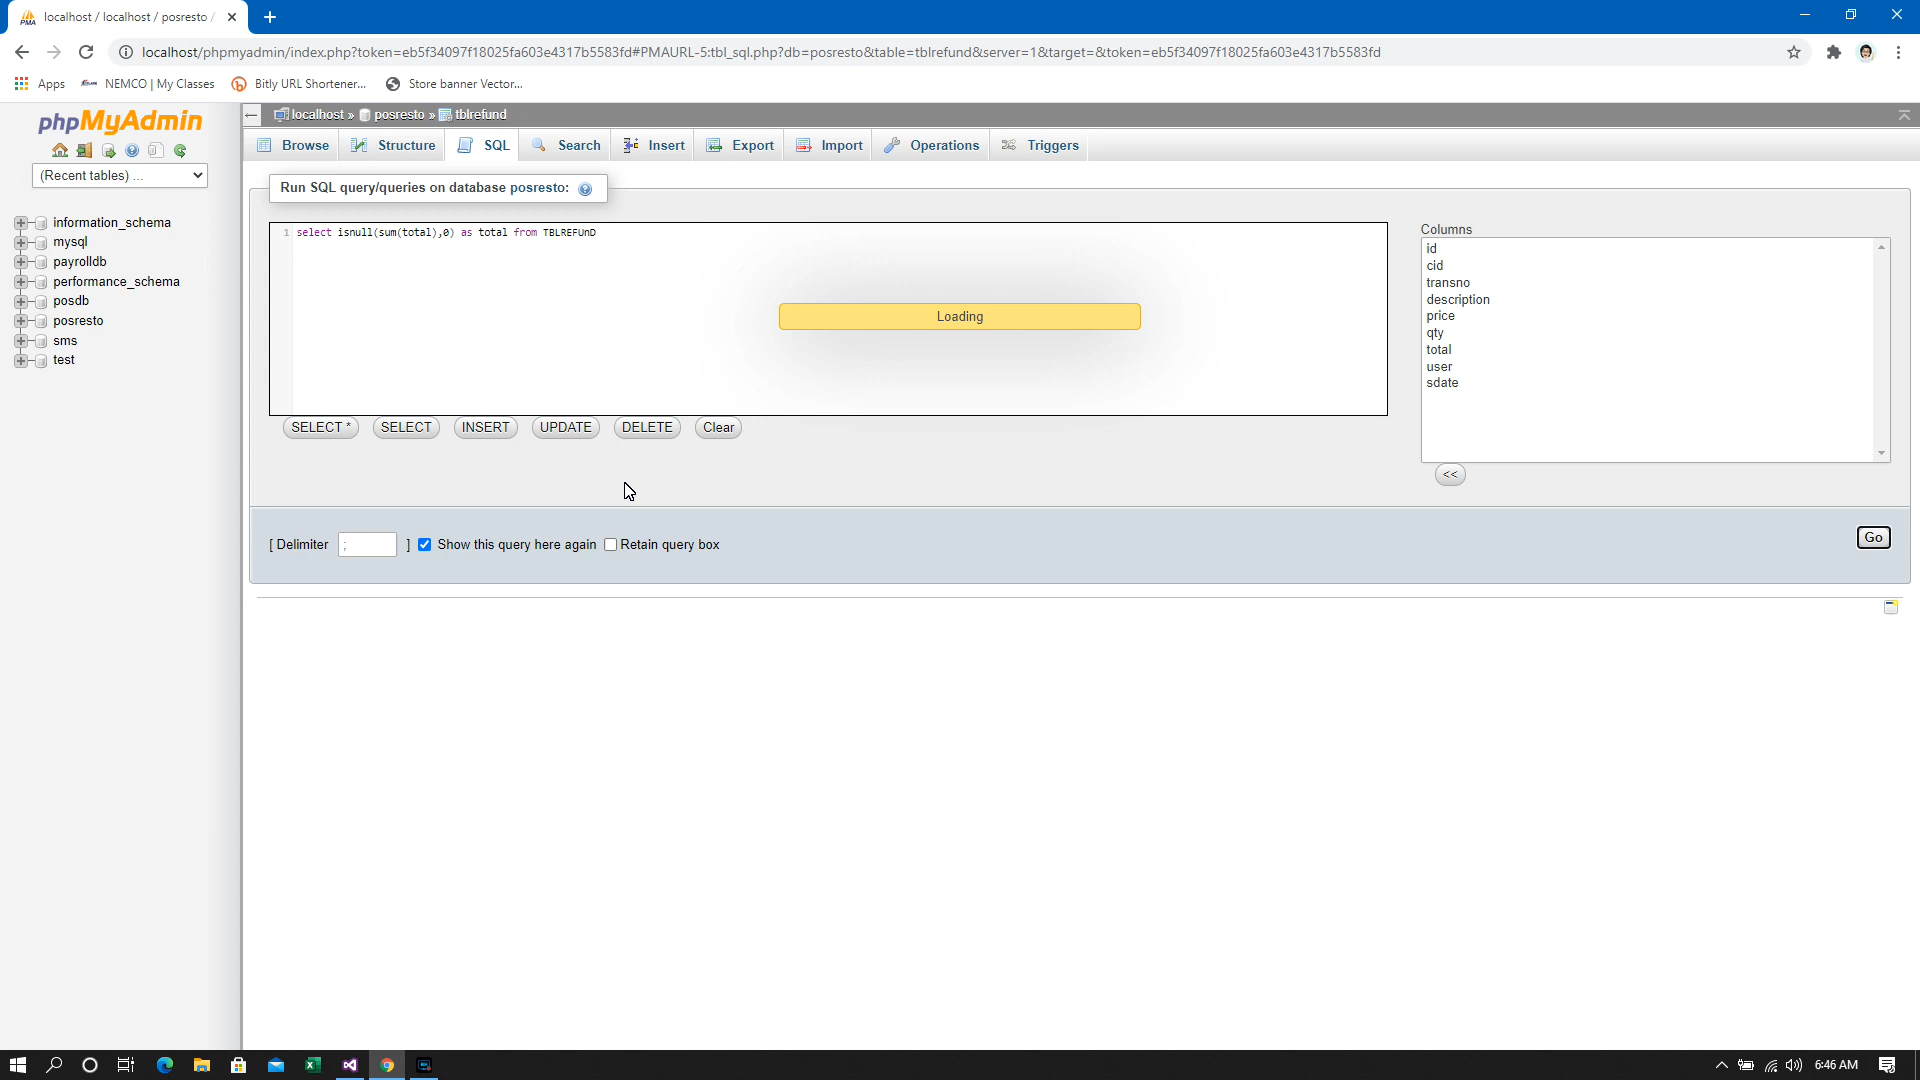 localhost / localhost / posresto /
localhost/phpmyadmin/index.php?token=eb5f34097f18025fa603e4317b5583fd#PMAURL-5:tbl_sql.php?db=posresto&table=tblrefund&server=1&target=&token=eb5f34097f18025fa603e4317b5583fd
Apps NEMCO | My Classes Bitly URL Shortener... Store banner Vector...
phpMyAdmin
localhost » posresto » tblrefund
Browse Structure SQL Search Insert Export Import Operations Triggers
(Recent tables) ...
Run SQL query/queries on database posresto:
information_schema
mysql
payrolldb
performance_schema
posdb
posresto
sms
test
1 select isnull(sum(total),0) as total from TBLREFUnD
Loading
Columns
id
cid
transno
description
price
qty
total
user
sdate
SELECT * SELECT INSERT UPDATE DELETE Clear
<<
[ Delimiter ; ] Show this query here again Retain query box
Go
6:46 AM